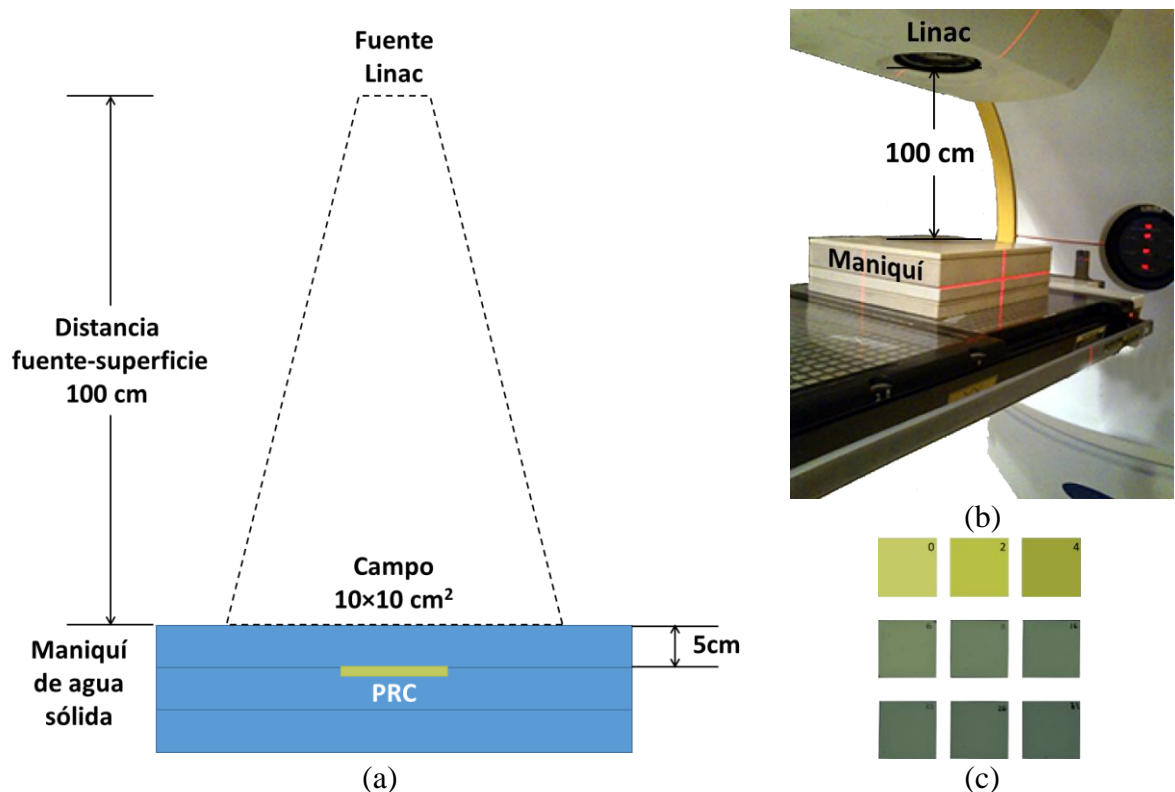 Fuente
Linac
Distancia
fuente-superficie
100 cm
Campo
10×10 cm²
5cm
Maniquí
de agua
sólida
PRC
(a)
Linac
100 cm
Maniquí
(b)
0
2
4
6
(c)